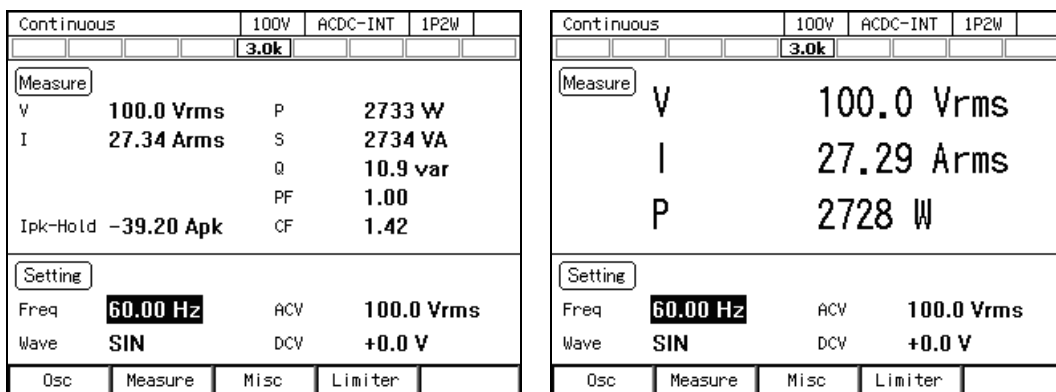 Continuous 100V ACDC-INT 1P2W
3.0k
Measure
V 100.0 Vrms P 2733 W
I 27.34 Arms S 2734 VA
Q 10.9 var
PF 1.00
Ipk-Hold -39.20 Apk CF 1.42
Setting
Freq 60.00 Hz ACV 100.0 Vrms
Wave SIN DCV +0.0 V
Osc Measure Misc Limiter
Continuous 100V ACDC-INT 1P2W
3.0k
Measure
V 100.0 Vrms
I 27.29 Arms
P 2728 W
Setting
Freq 60.00 Hz ACV 100.0 Vrms
Wave SIN DCV +0.0 V
Osc Measure Misc Limiter